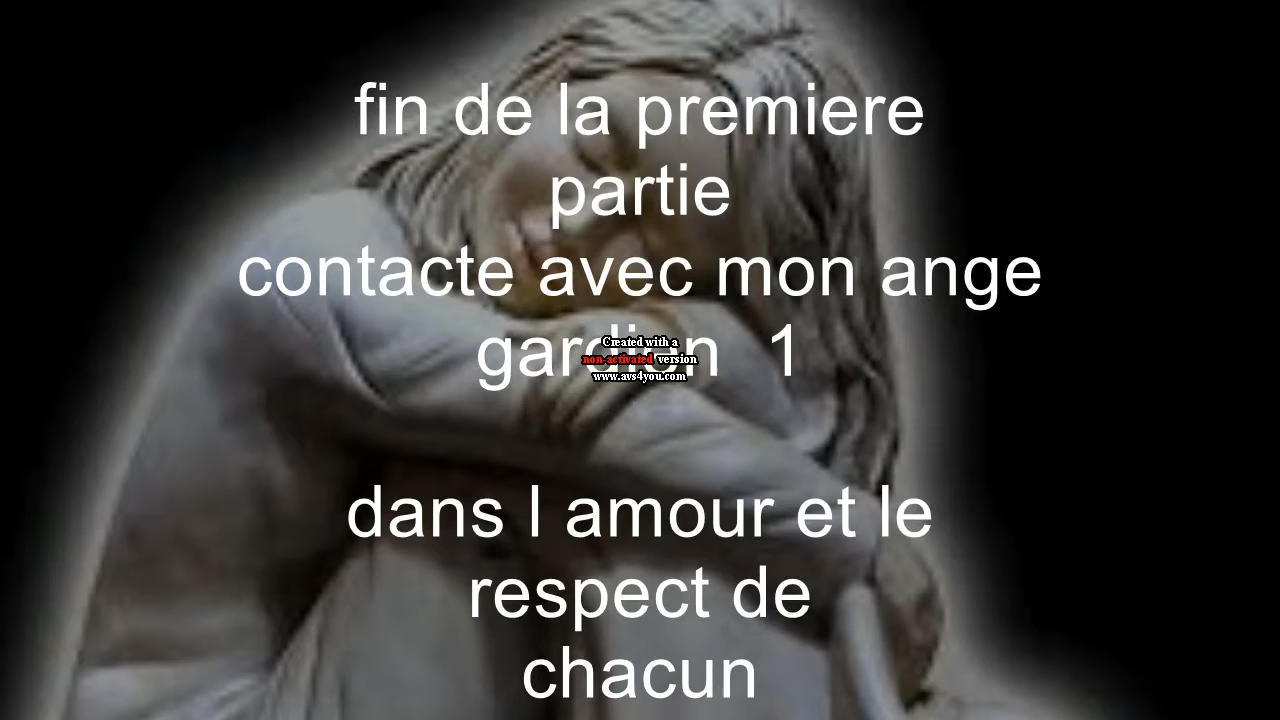 fin de la premiere
partie
contacte avec mon ange
gardien 1
Created with a
non-activated version
www.avs4you.com
dans l amour et le
respect de
chacun